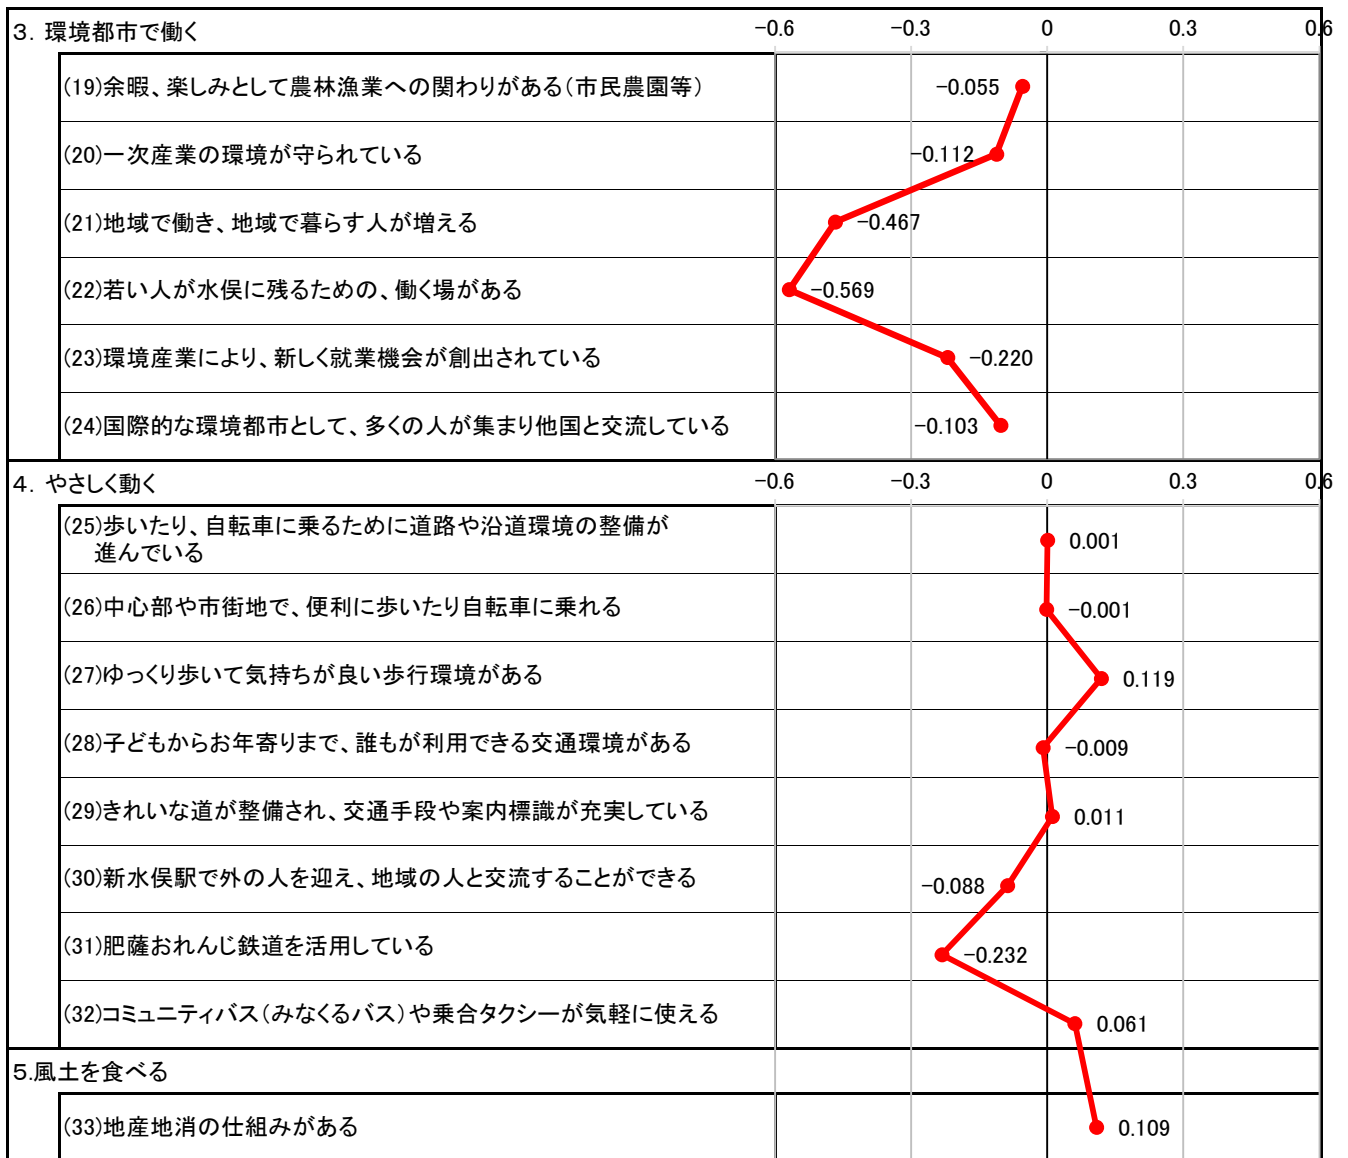 3．環境都市で働く
−0.6 −0.3 0 0.3 0.6
(19)余暇、楽しみとして農林漁業への関わりがある（市民農園等）
−0.055
(20)一次産業の環境が守られている
−0.112
(21)地域で働き、地域で暮らす人が増える
−0.467
(22)若い人が水俣に残るための、働く場がある
−0.569
(23)環境産業により、新しく就業機会が創出されている
−0.220
(24)国際的な環境都市として、多くの人が集まり他国と交流している
−0.103
4．やさしく動く
−0.6 −0.3 0 0.3 0.6
(25)歩いたり、自転車に乗るために道路や沿道環境の整備が
進んでいる
0.001
(26)中心部や市街地で、便利に歩いたり自転車に乗れる
−0.001
(27)ゆっくり歩いて気持ちが良い歩行環境がある
0.119
(28)子どもからお年寄りまで、誰もが利用できる交通環境がある
−0.009
(29)きれいな道が整備され、交通手段や案内標識が充実している
0.011
(30)新水俣駅で外の人を迎え、地域の人と交流することができる
−0.088
(31)肥薩おれんじ鉄道を活用している
−0.232
(32)コミュニティバス（みなくるバス）や乗合タクシーが気軽に使える
0.061
5.風土を食べる
(33)地産地消の仕組みがある
0.109